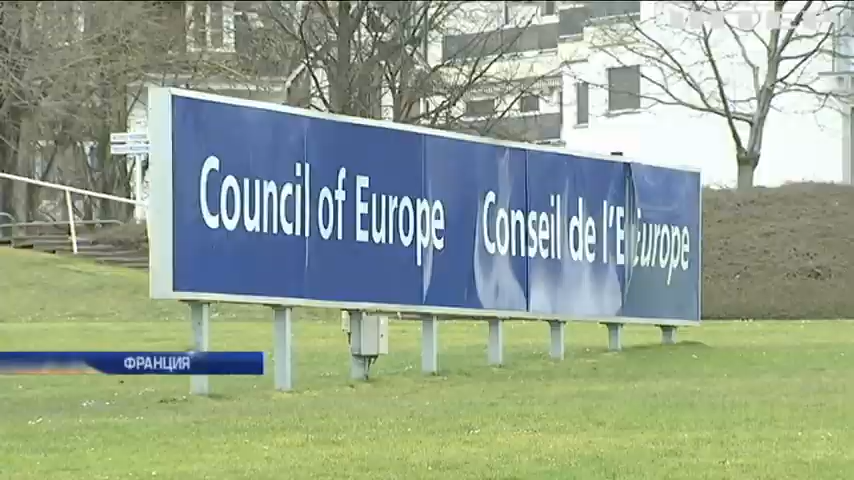 Council of Europe Conseil de l'Europe
ФРАНЦИЯ